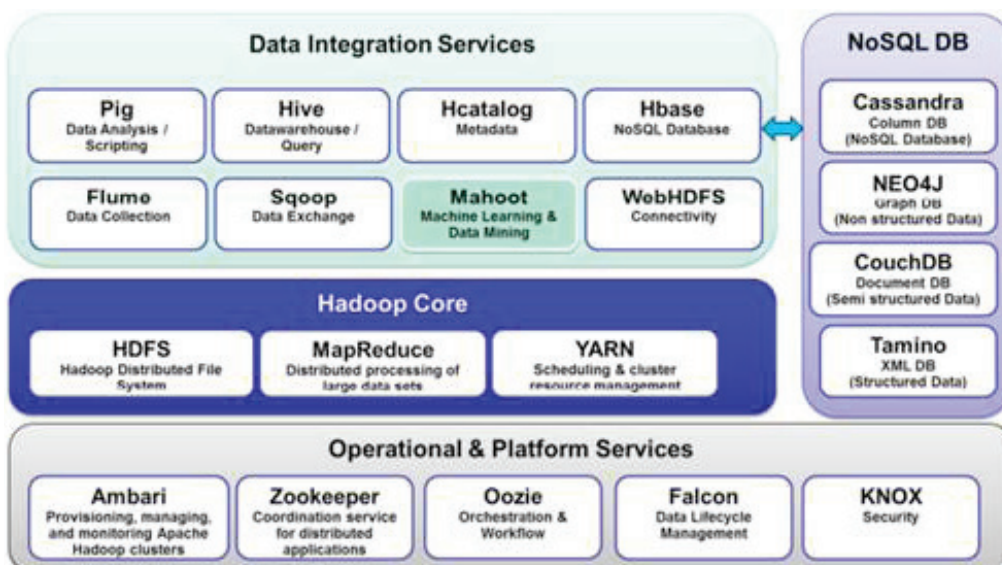 Data Integration Services
Pig
Data Analysis /
Scripting
Hive
Datawarehouse /
Query
Hcatalog
Metadata
Hbase
NoSQL Database
Flume
Data Collection
Sqoop
Data Exchange
Mahoot
Machine Learning &
Data Mining
WebHDFS
Connectivity
NoSQL DB
Cassandra
Column DB
(NoSQL Database)
NEO4J
Graph DB
(Non structured Data)
CouchDB
Document DB
(Semi structured Data)
Tamino
XML DB
(Structured Data)
Hadoop Core
HDFS
Hadoop Distributed File
System
MapReduce
Distributed processing of
large data sets
YARN
Scheduling & cluster
resource management
Operational & Platform Services
Ambari
Provisioning, managing,
and monitoring Apache
Hadoop clusters
Zookeeper
Coordination service
for distributed
applications
Oozie
Orchestration &
Workflow
Falcon
Data Lifecycle
Management
KNOX
Security